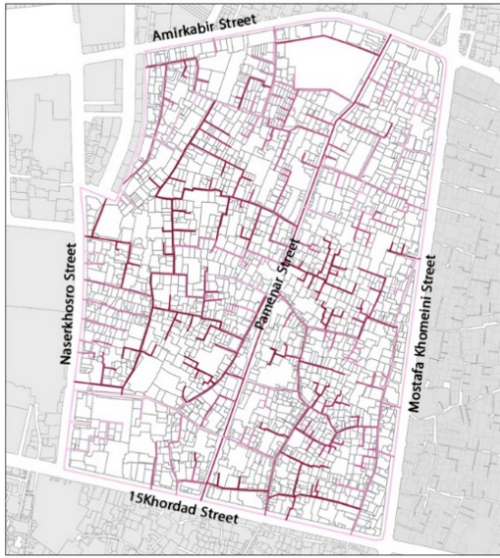 Amirkabir Street
Naserkhosro Street
Pamenar Street
Mostafa Khomeini Street
15Khordad Street